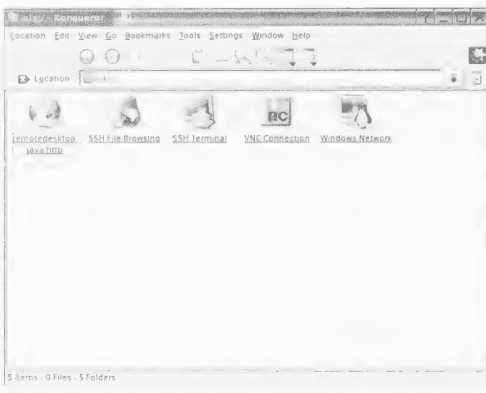 Konqueror
Location Edit View Go Bookmarks Tools Settings Window Help
Location
remotedesktop SSH File Browsing SSH Terminal VNC Connection Windows Network
java.http
5 items - 0 Files - 5 Folders